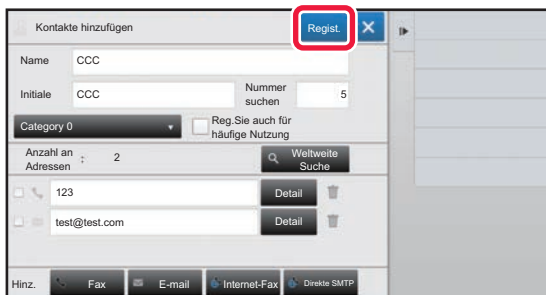 Kontakte hinzufügen
Regist.
Name
CCC
Initiale
CCC
Nummer
suchen
5
Category 0
Reg.Sie auch für
häufige Nutzung
Anzahl an
Adressen
:
2
Weltweite
Suche
123
Detail
test@test.com
Detail
Hinz.
Fax
E-mail
Internet-Fax
Direkte SMTP